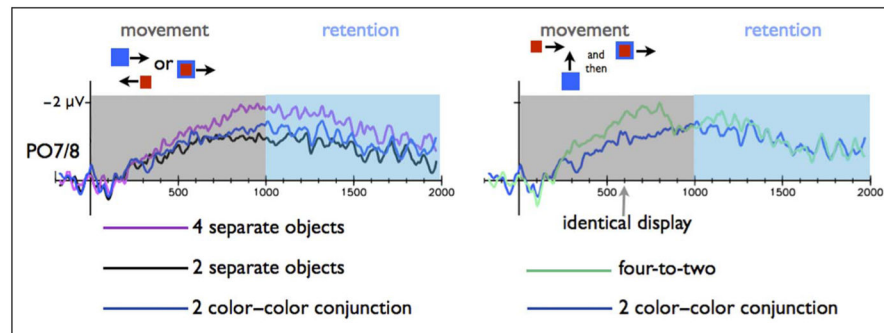 movement
retention
or
-2 µV
PO7/8
500
1000
1500
2000
4 separate objects
2 separate objects
2 color–color conjunction
movement
retention
and
then
500
1000
1500
2000
identical display
four-to-two
2 color–color conjunction